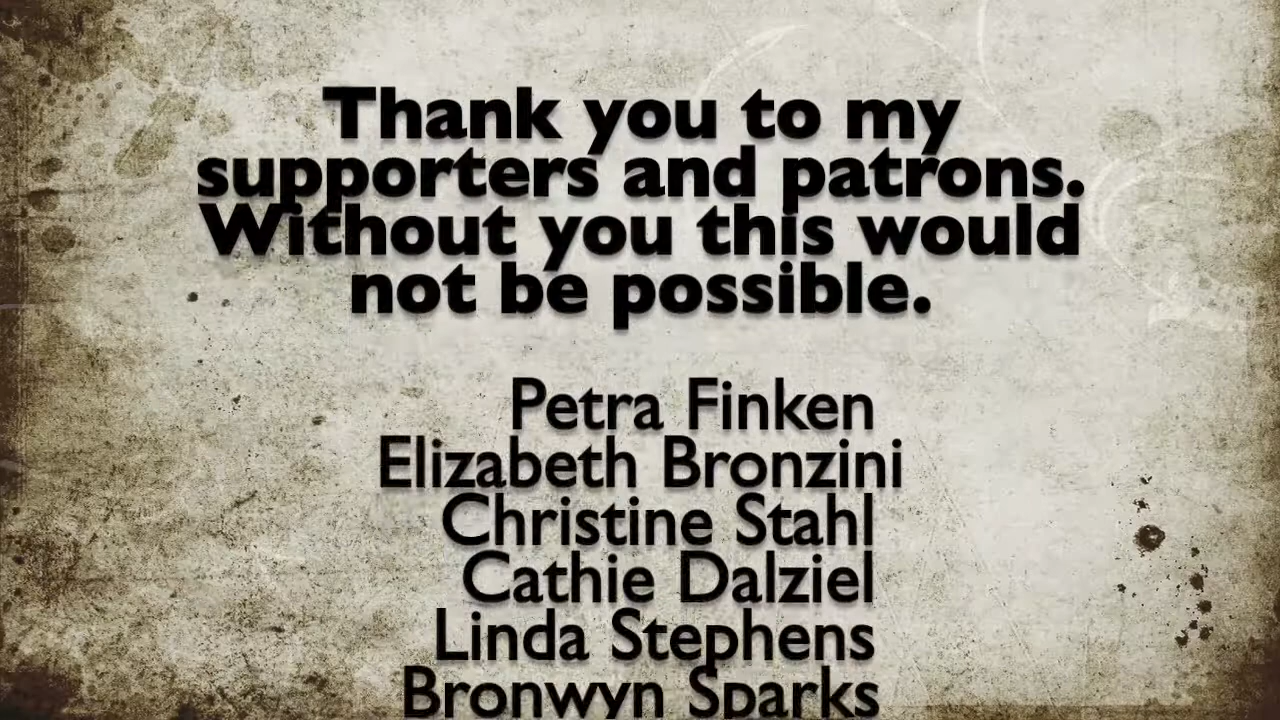 Thank you to my
supporters and patrons.
Without you this would
not be possible.
Petra Finken
Elizabeth Bronzini
Christine Stahl
Cathie Dalziel
Linda Stephens
Bronwyn Sparks